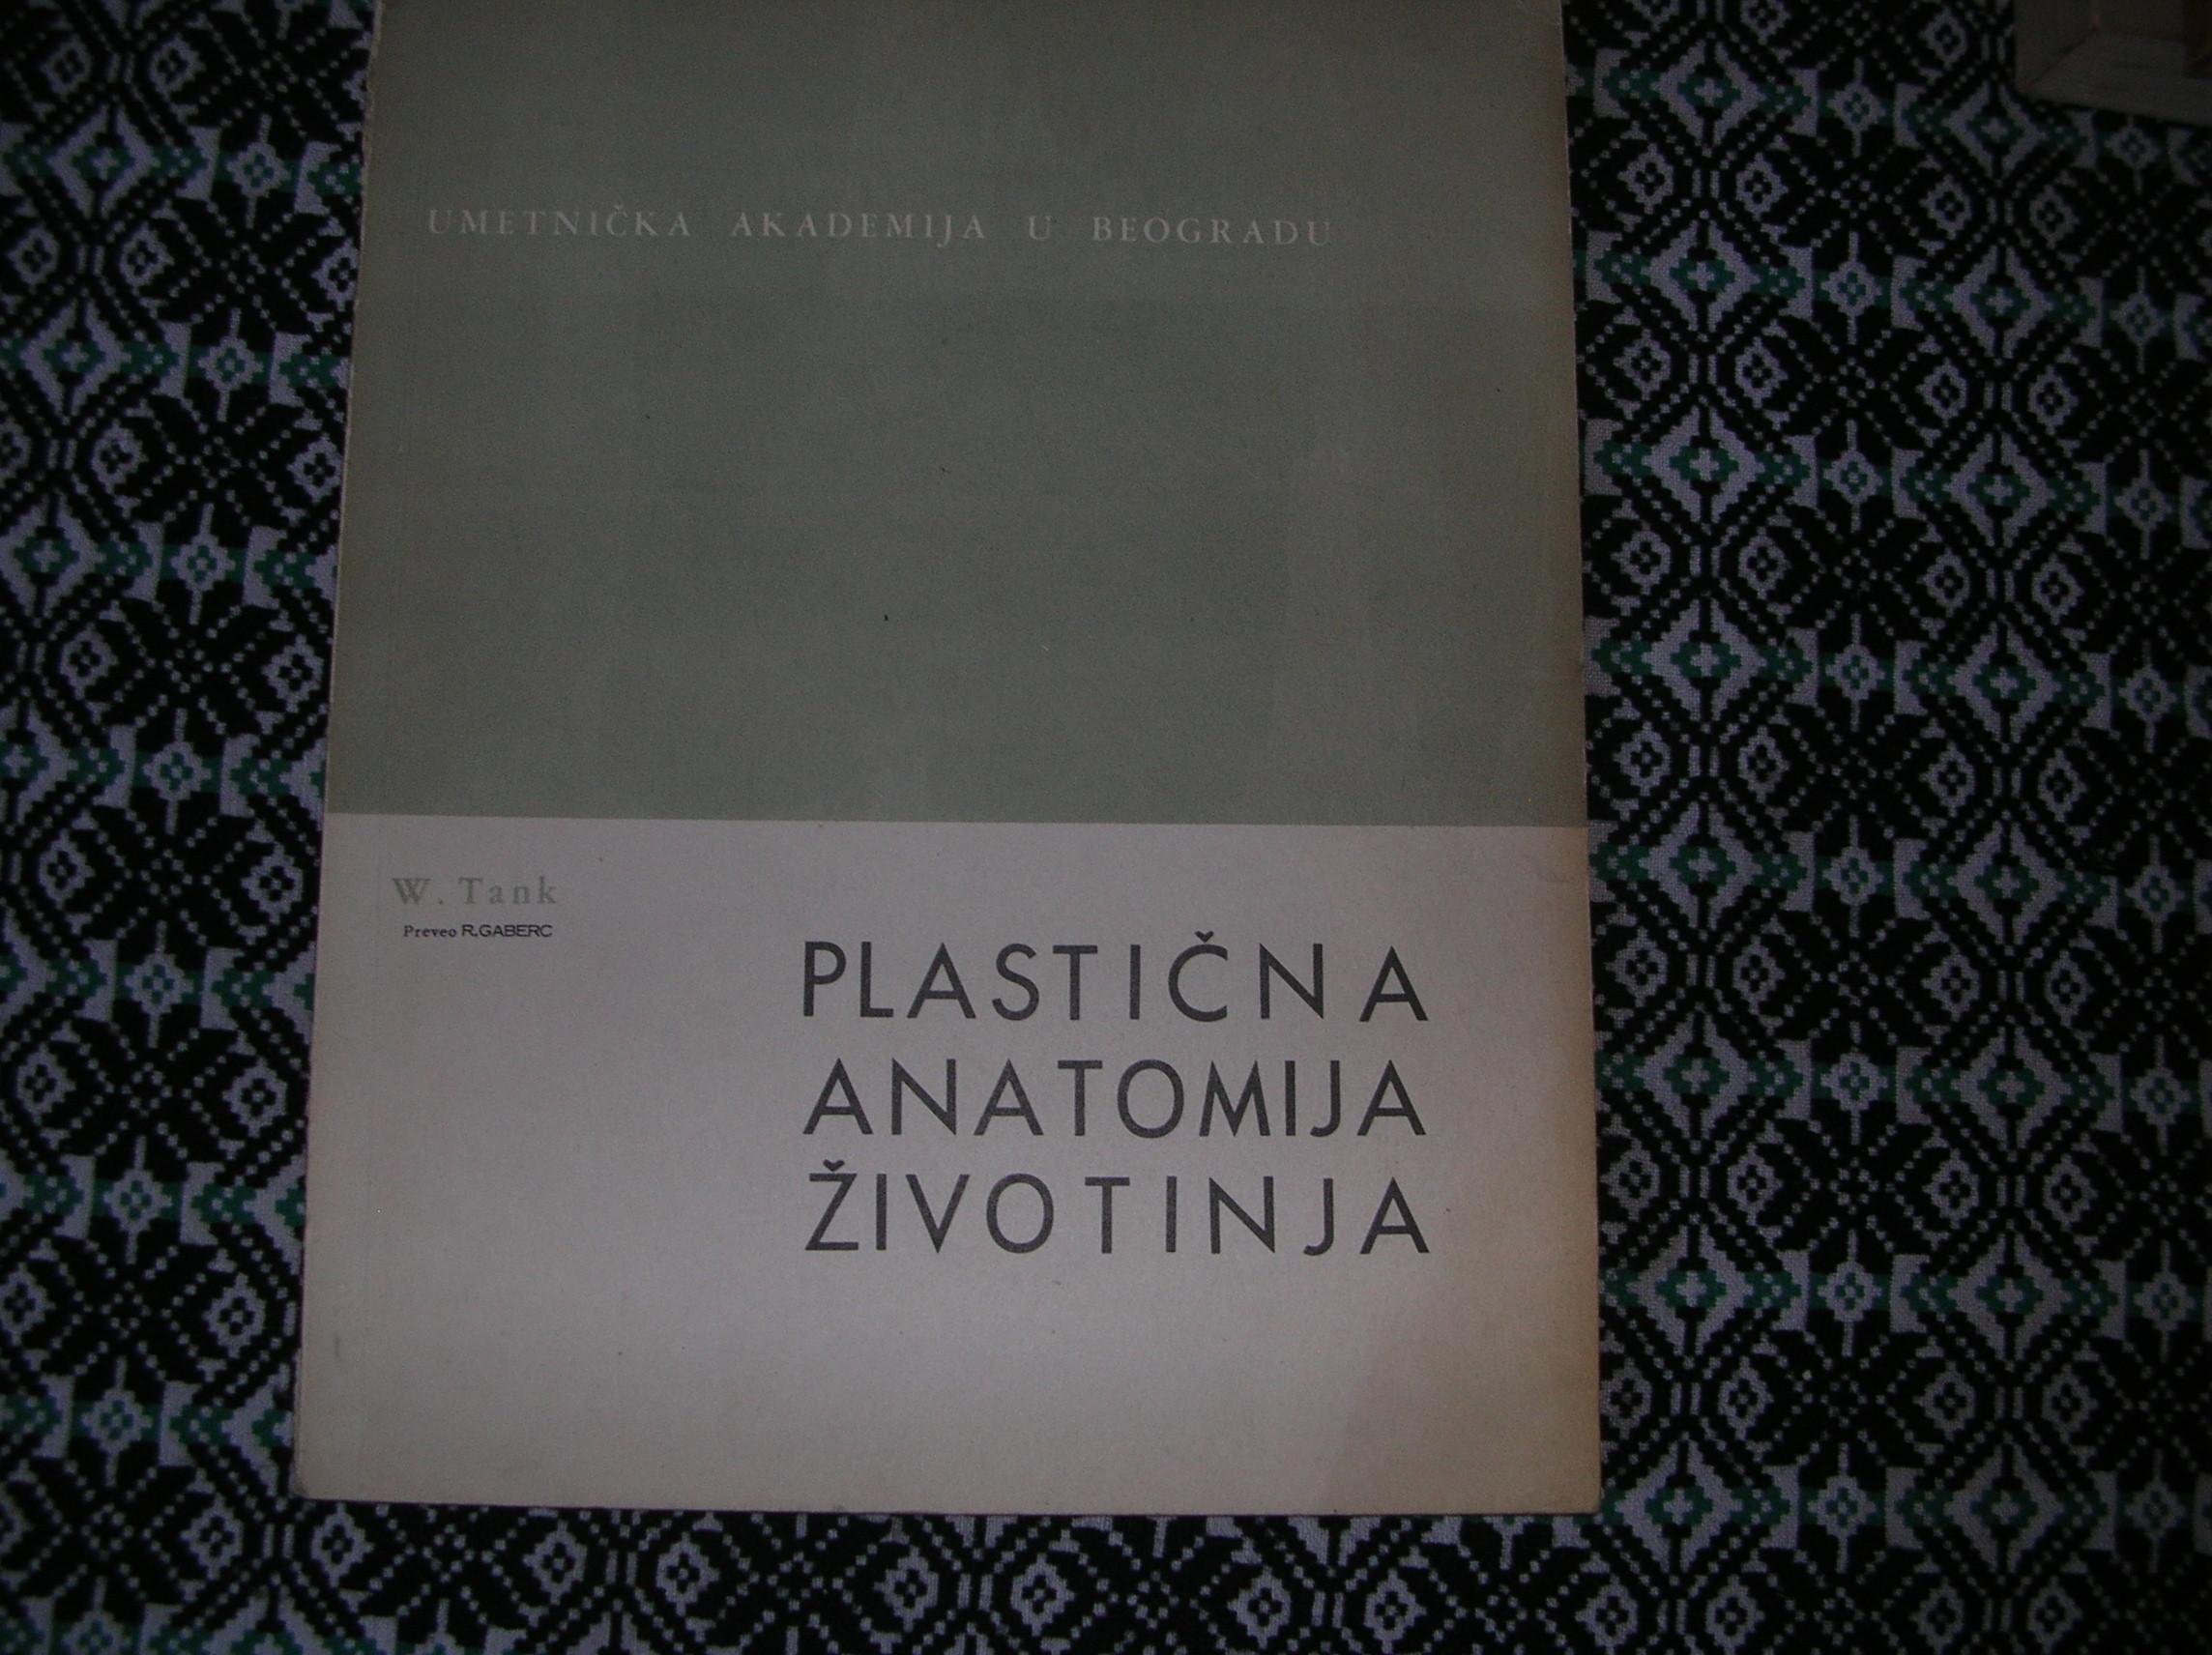 UMETNIČKA AKADEMIJA U BEOGRADU
W. Tank
Preveo R.GABERC
PLASTIČNA
ANATOMIJA
ŽIVOTINJA